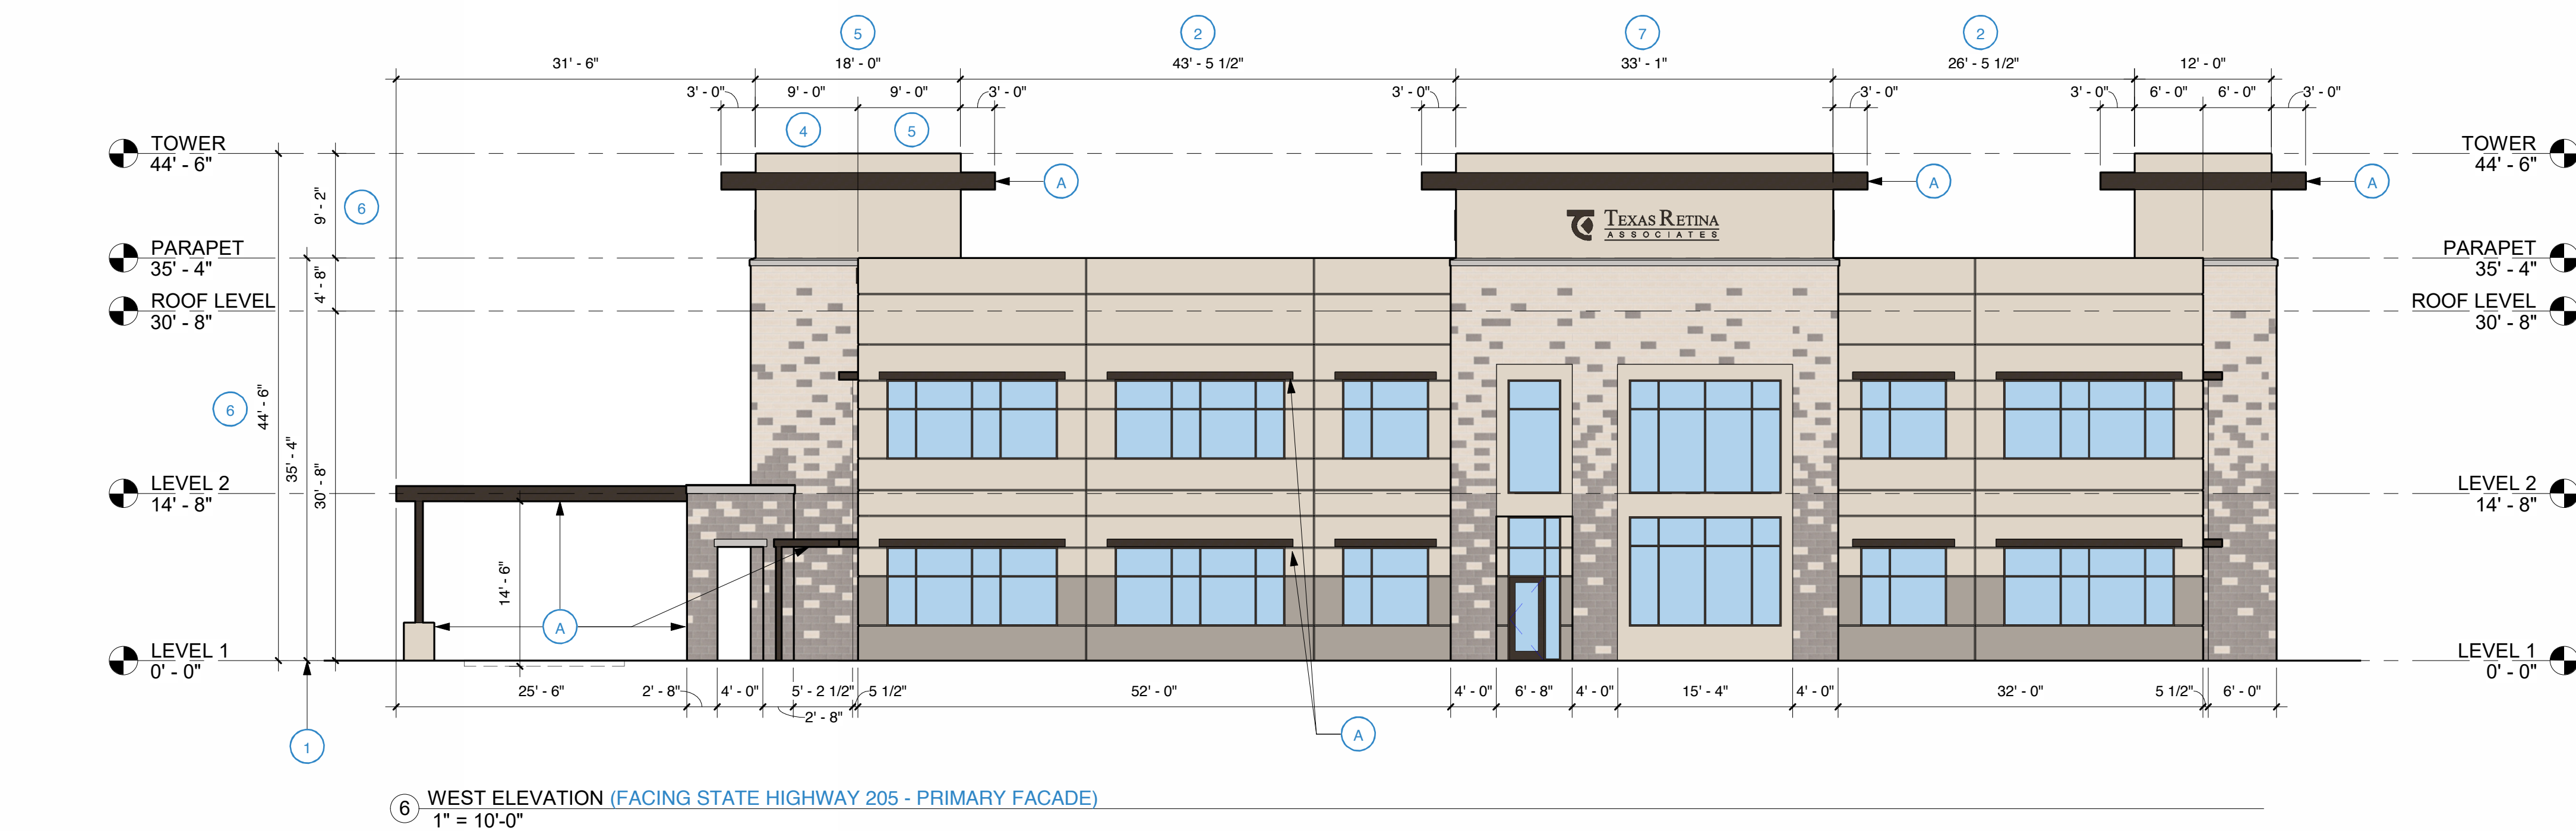 5 2 7 2
31' - 6" 18' - 0" 43' - 5 1/2" 33' - 1" 26' - 5 1/2" 12' - 0"
3' - 0" 9' - 0" 9' - 0" 3' - 0" 3' - 0" 3' - 0" 3' - 0" 6' - 0" 6' - 0" 3' - 0"
4 5
TOWER
44' - 6"
TOWER
44' - 6"
A A A
9' - 2"
6
TEXAS RETINA
ASSOCIATES
PARAPET
35' - 4"
PARAPET
35' - 4"
4' - 8"
ROOF LEVEL
30' - 8"
ROOF LEVEL
30' - 8"
6
44' - 6"
35' - 4"
30' - 8"
LEVEL 2
14' - 8"
LEVEL 2
14' - 8"
14' - 6"
A
LEVEL 1
0' - 0"
LEVEL 1
0' - 0"
25' - 6" 2' - 8" 4' - 0" 5' - 2 1/2" 5 1/2" 52' - 0" 4' - 0" 6' - 8" 4' - 0" 15' - 4" 4' - 0" 32' - 0" 5 1/2" 6' - 0"
2' - 8"
1
A
6 WEST ELEVATION (FACING STATE HIGHWAY 205 - PRIMARY FACADE)
1" = 10'-0"